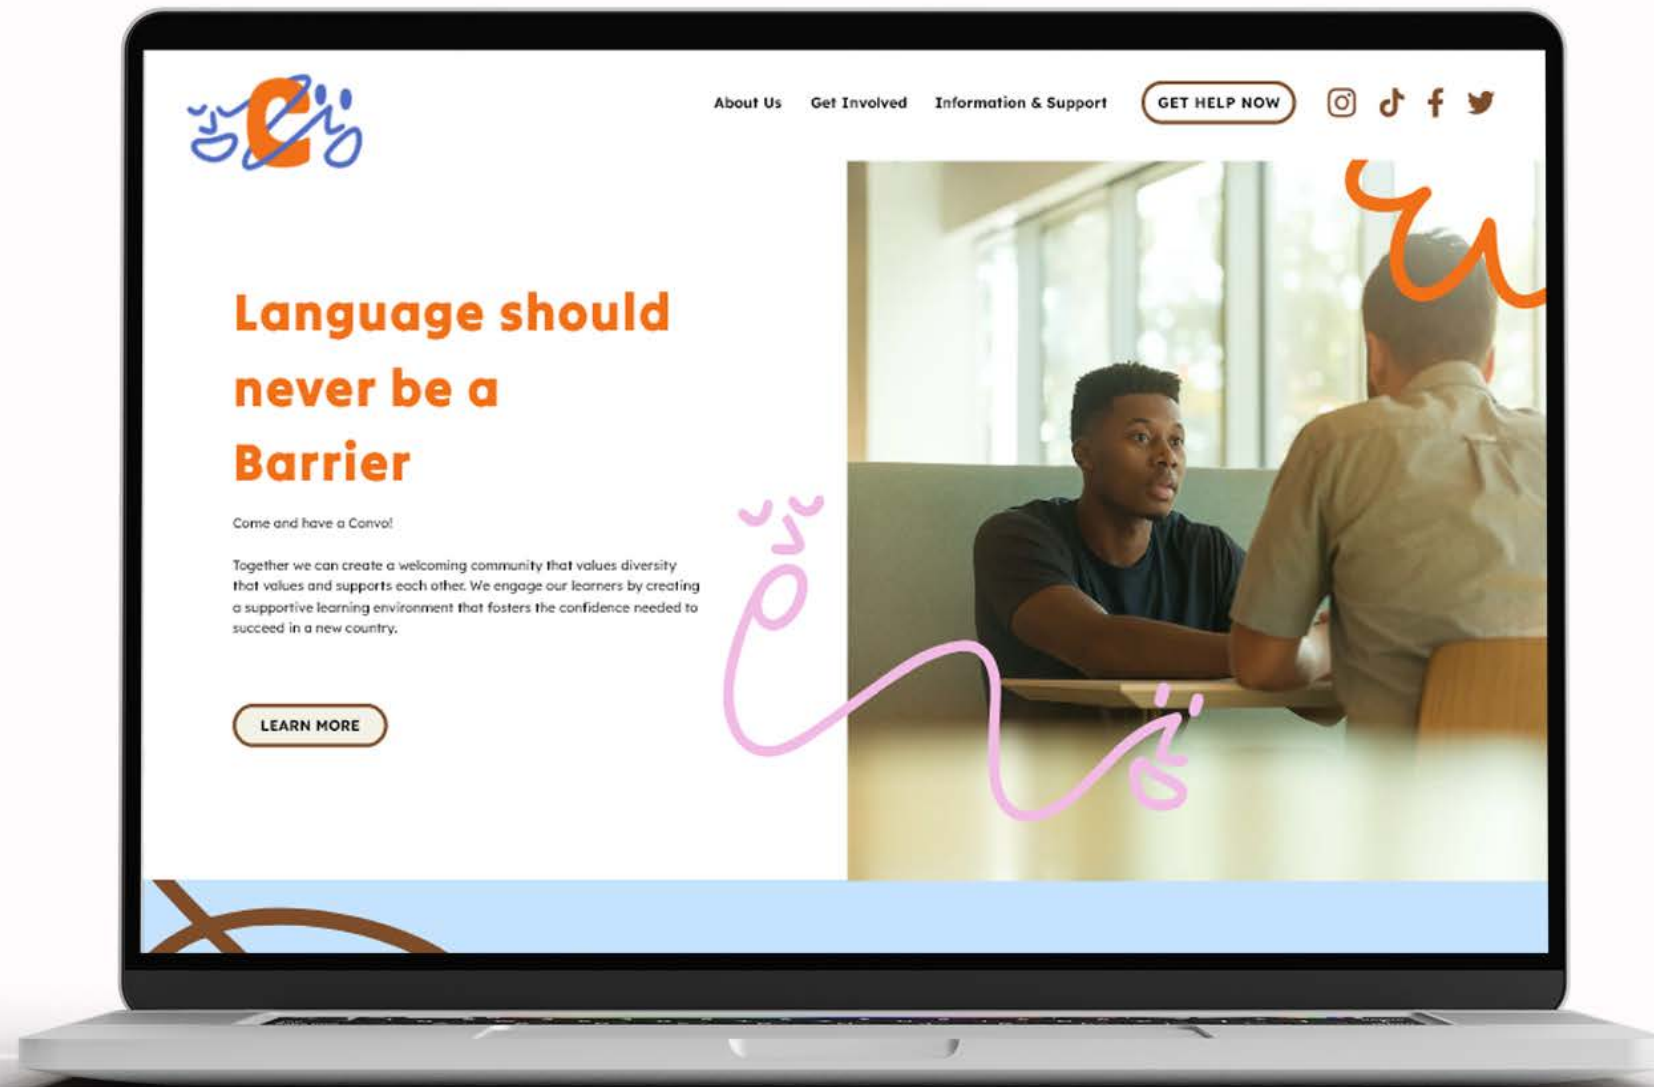 C
About Us Get Involved Information & Support GET HELP NOW
Language should
never be a
Barrier
Come and have a Convo!
Together we can create a welcoming community that values diversity
that values and supports each other. We engage our learners by creating
a supportive learning environment that fosters the confidence needed to
succeed in a new country.
LEARN MORE